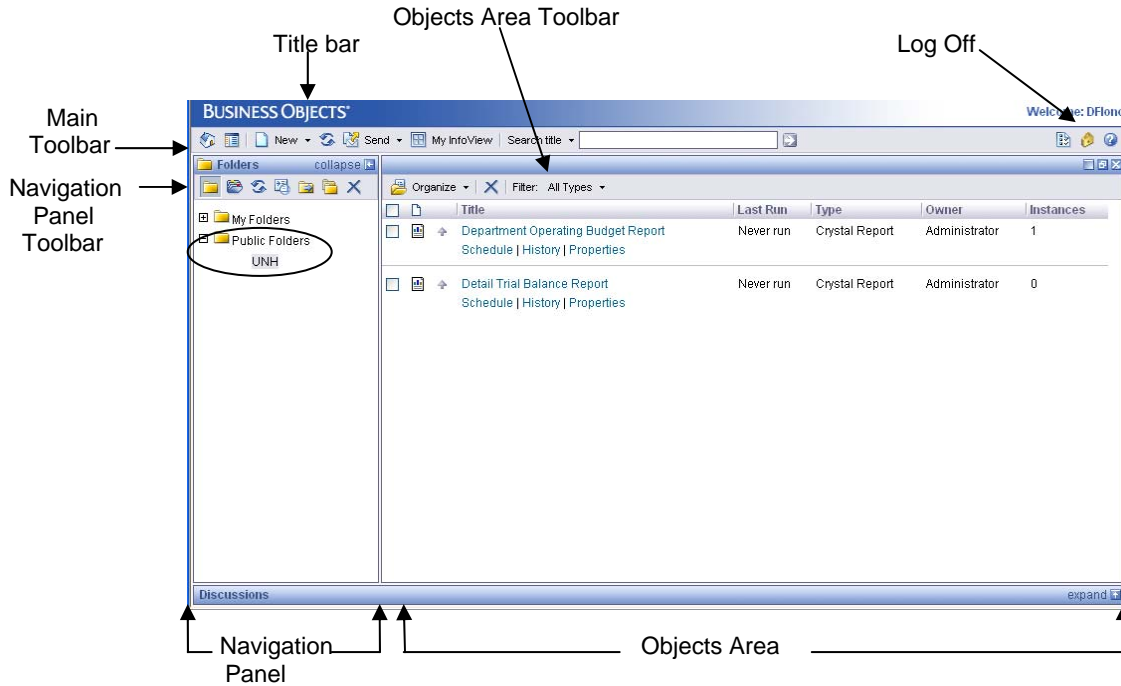 Objects Area Toolbar
Title bar
Log Off
Main
Toolbar
Navigation
Panel
Toolbar
BUSINESS OBJECTS
Welcome: DFlono
New Send My InfoView Search title
Folders collapse
Organize Filter: All Types
My Folders
Public Folders
UNH
Title Last Run Type Owner Instances
Department Operating Budget Report Never run Crystal Report Administrator 1
Schedule | History | Properties
Detail Trial Balance Report Never run Crystal Report Administrator 0
Schedule | History | Properties
Discussions expand
Navigation
Panel
Objects Area